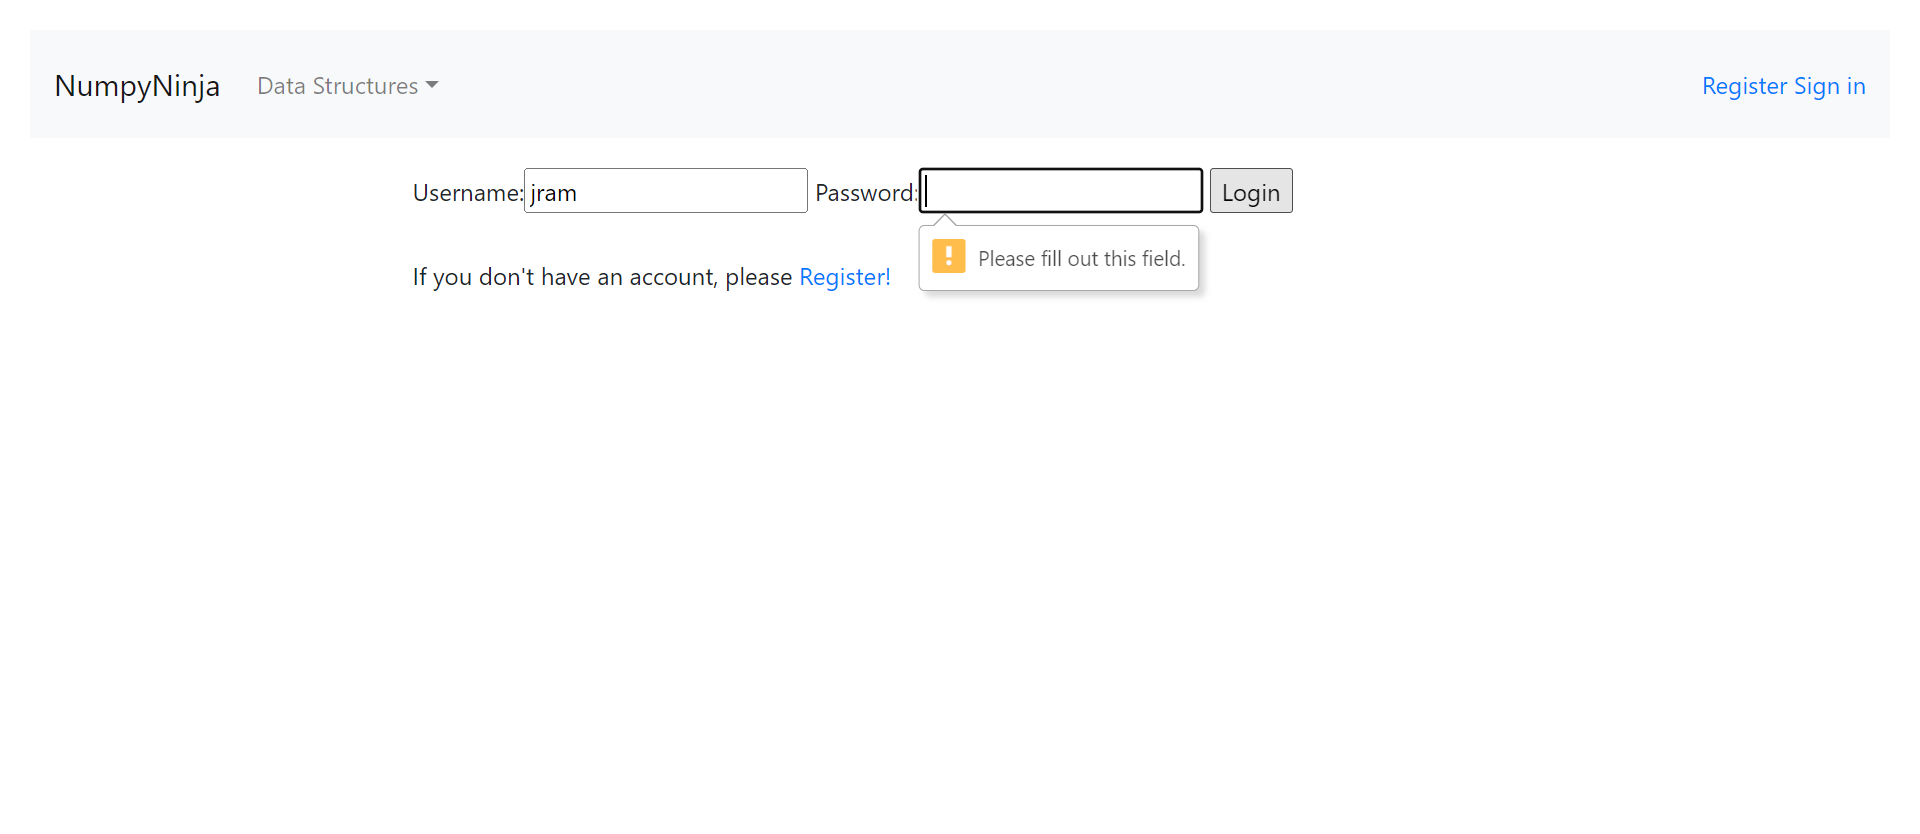 NumpyNinja Data Structures Register Sign in
Username: jram Password: Login
Please fill out this field.
If you don't have an account, please Register!